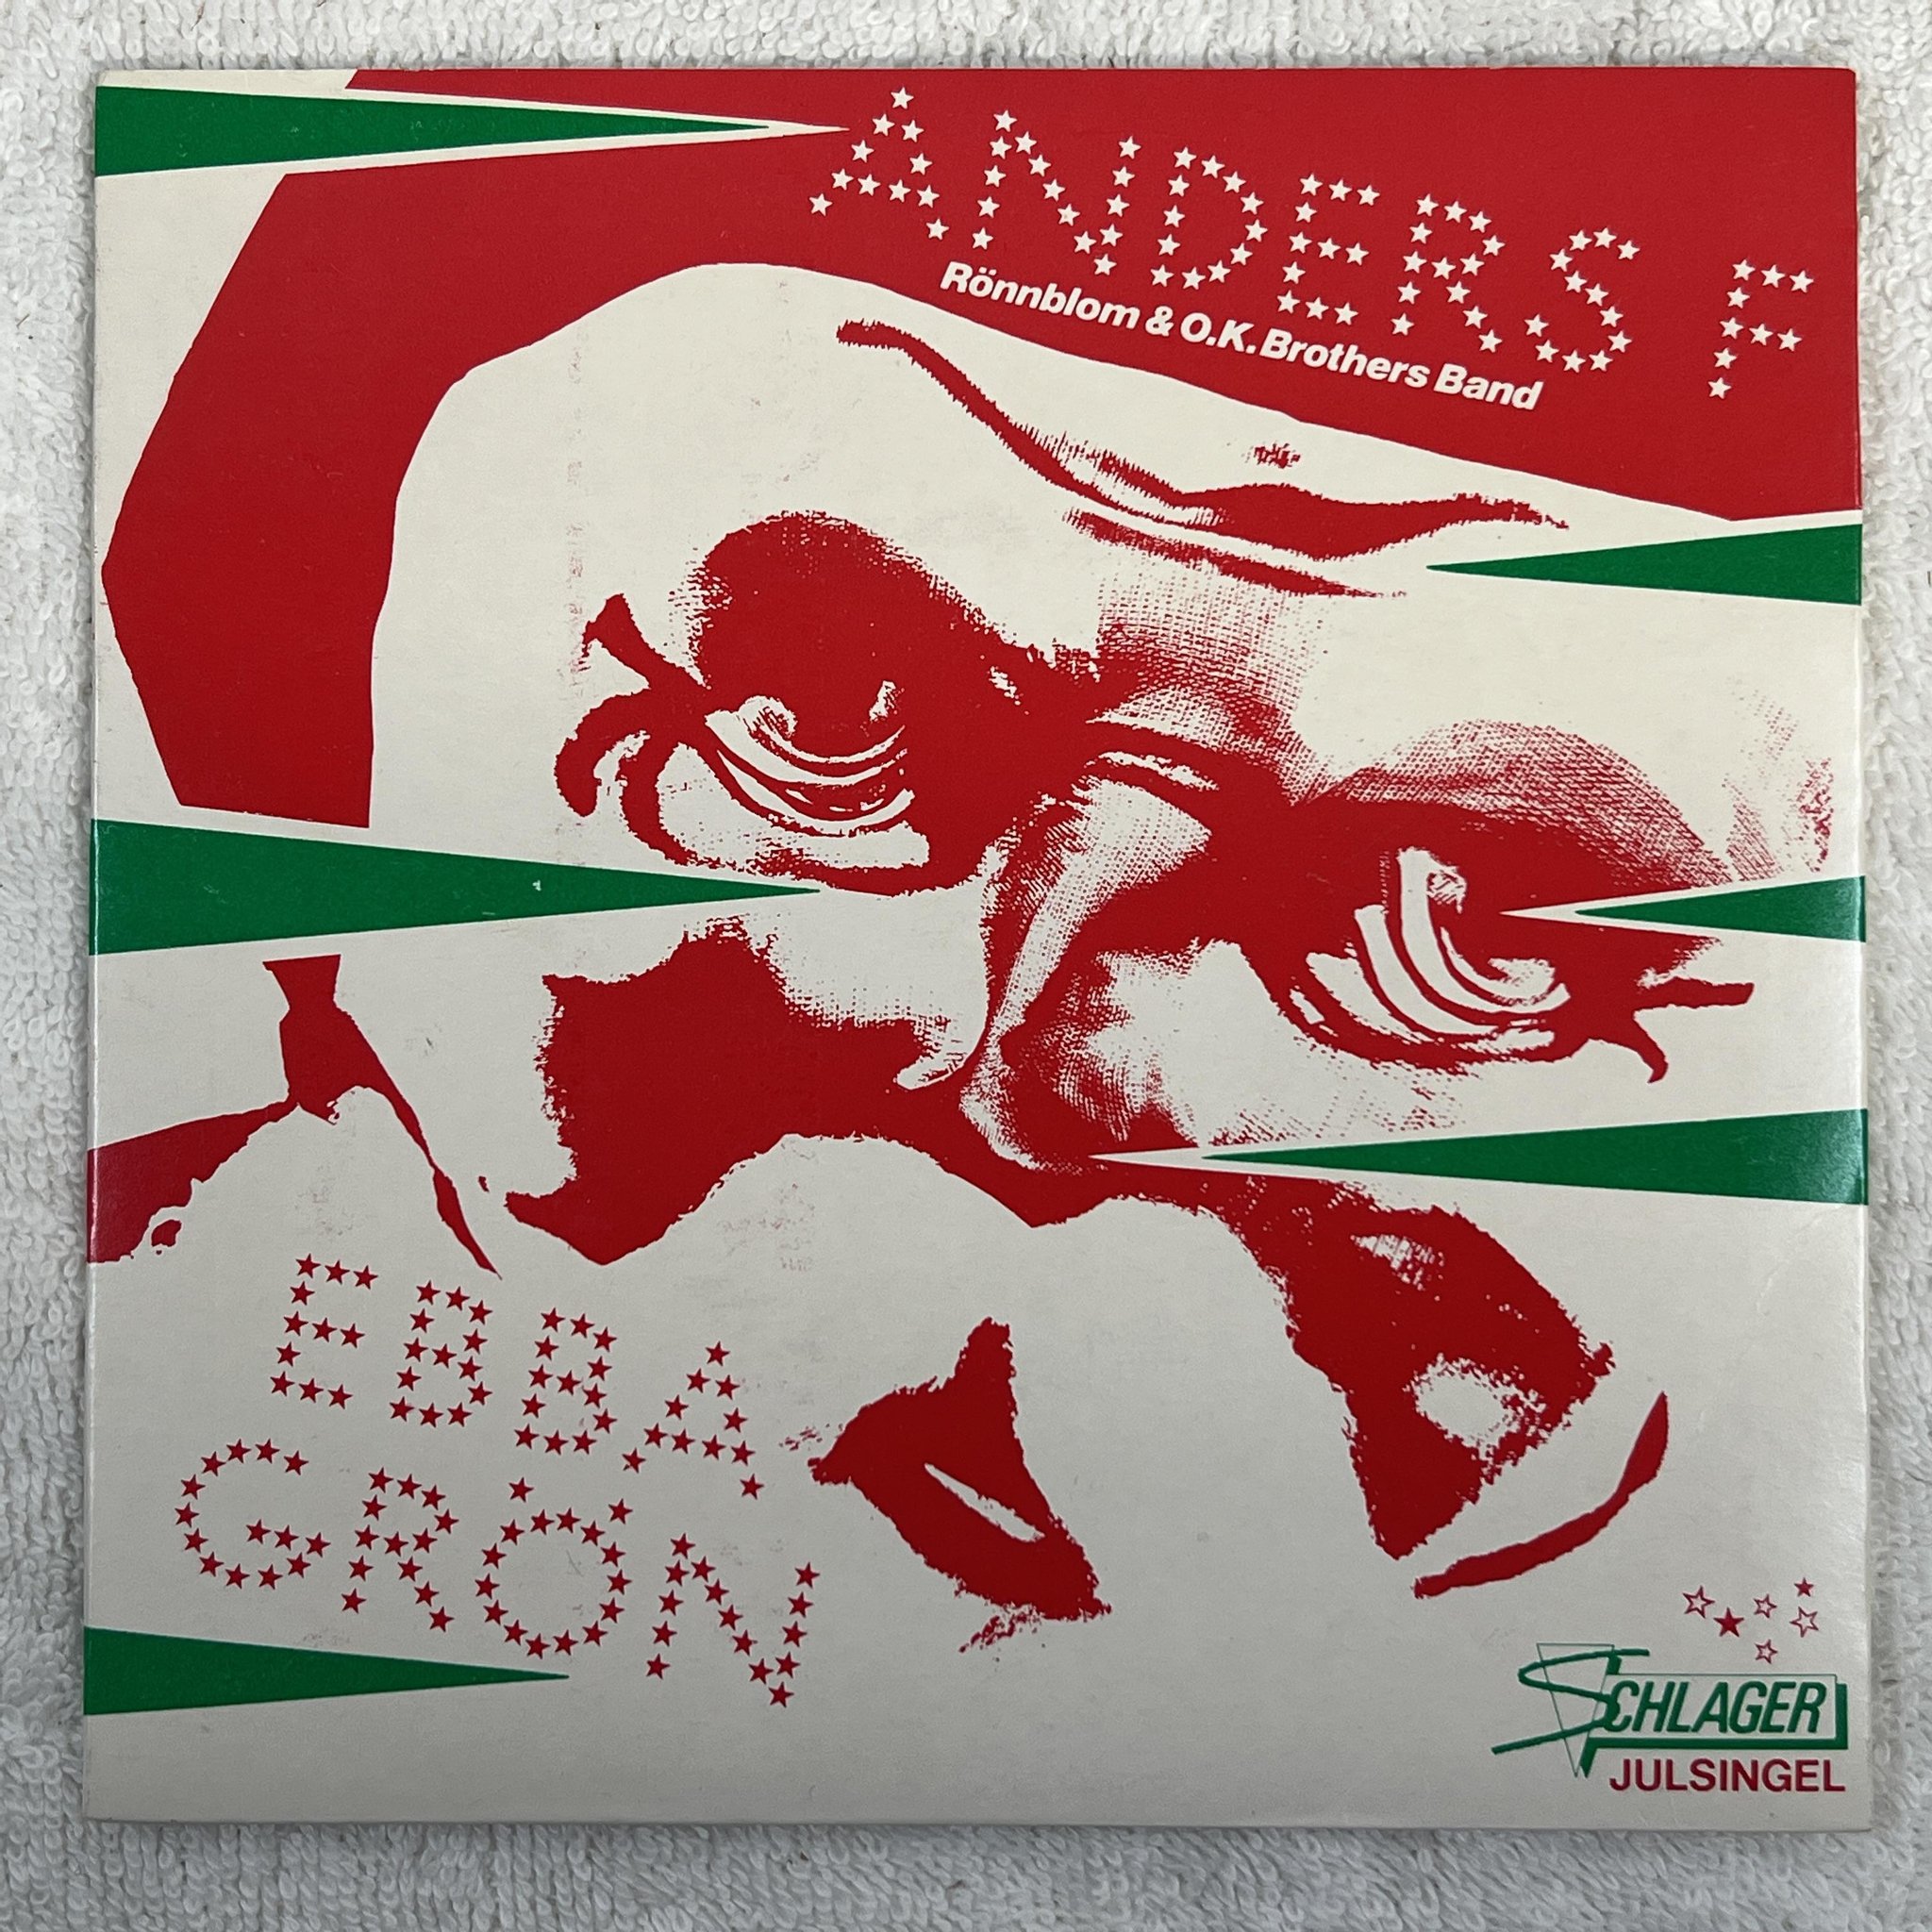 ANDERS F
Rönnblom & O.K. Brothers Band
EBBA
GRÖN
SCHLAGER
JULSINGEL